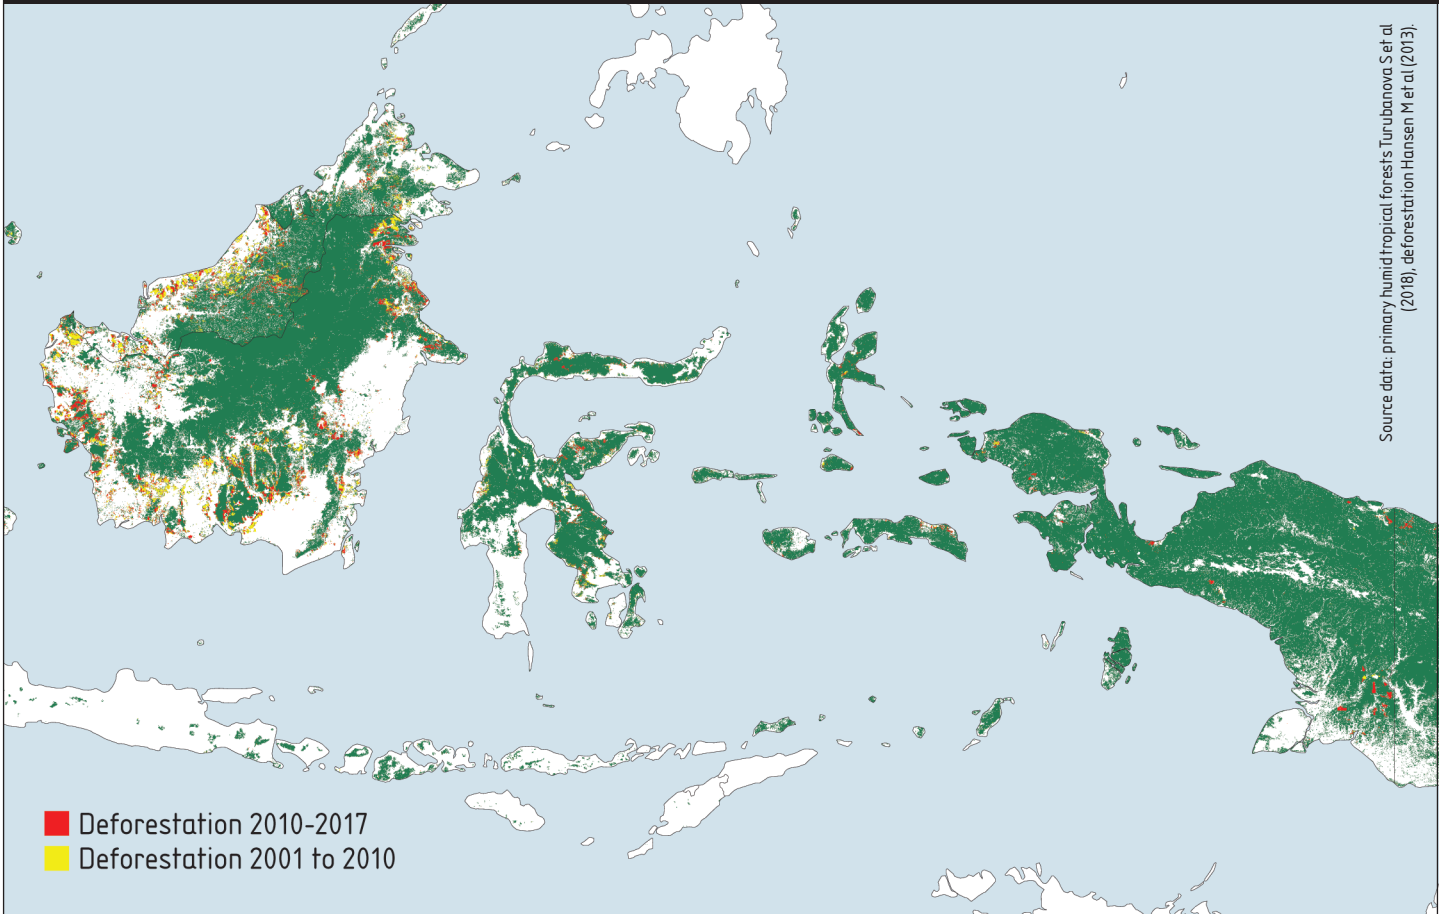 Source data: primary humid tropical forests Turubanova S et al
(2018), deforestation Hansen M et al (2013).
Deforestation 2010-2017
Deforestation 2001 to 2010